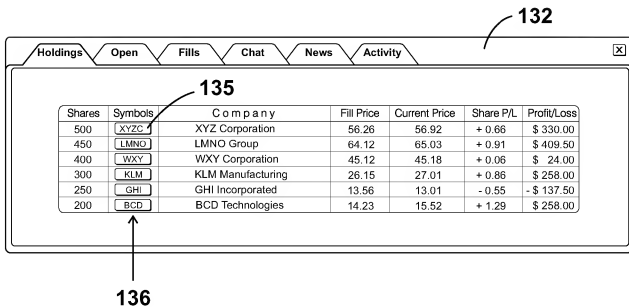 132
Holdings Open Fills Chat News Activity X
135
Shares Symbols Company Fill Price Current Price Share P/L Profit/Loss
500 XYZC XYZ Corporation 56.26 56.92 + 0.66 $ 330.00
450 LMNO LMNO Group 64.12 65.03 + 0.91 $ 409.50
400 WXY WXY Corporation 45.12 45.18 + 0.06 $ 24.00
300 KLM KLM Manufacturing 26.15 27.01 + 0.86 $ 258.00
250 GHI GHI Incorporated 13.56 13.01 - 0.55 - $ 137.50
200 BCD BCD Technologies 14.23 15.52 + 1.29 $ 258.00
136